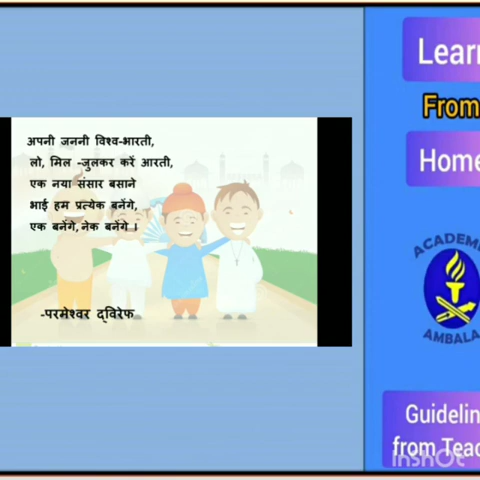 अपनी जननी विश्व-भारती,
लो, मिल -जुलकर करें आरती,
एक नया संसार बसाने
भाई हम प्रत्येक बनेंगे,
एक बनेंगे, नेक बनेंगे ।
-परमेश्वर द्विरेफ
Learn
From
Home
ACADEM
AMBALA
Guidelin
from Teac
InShOt